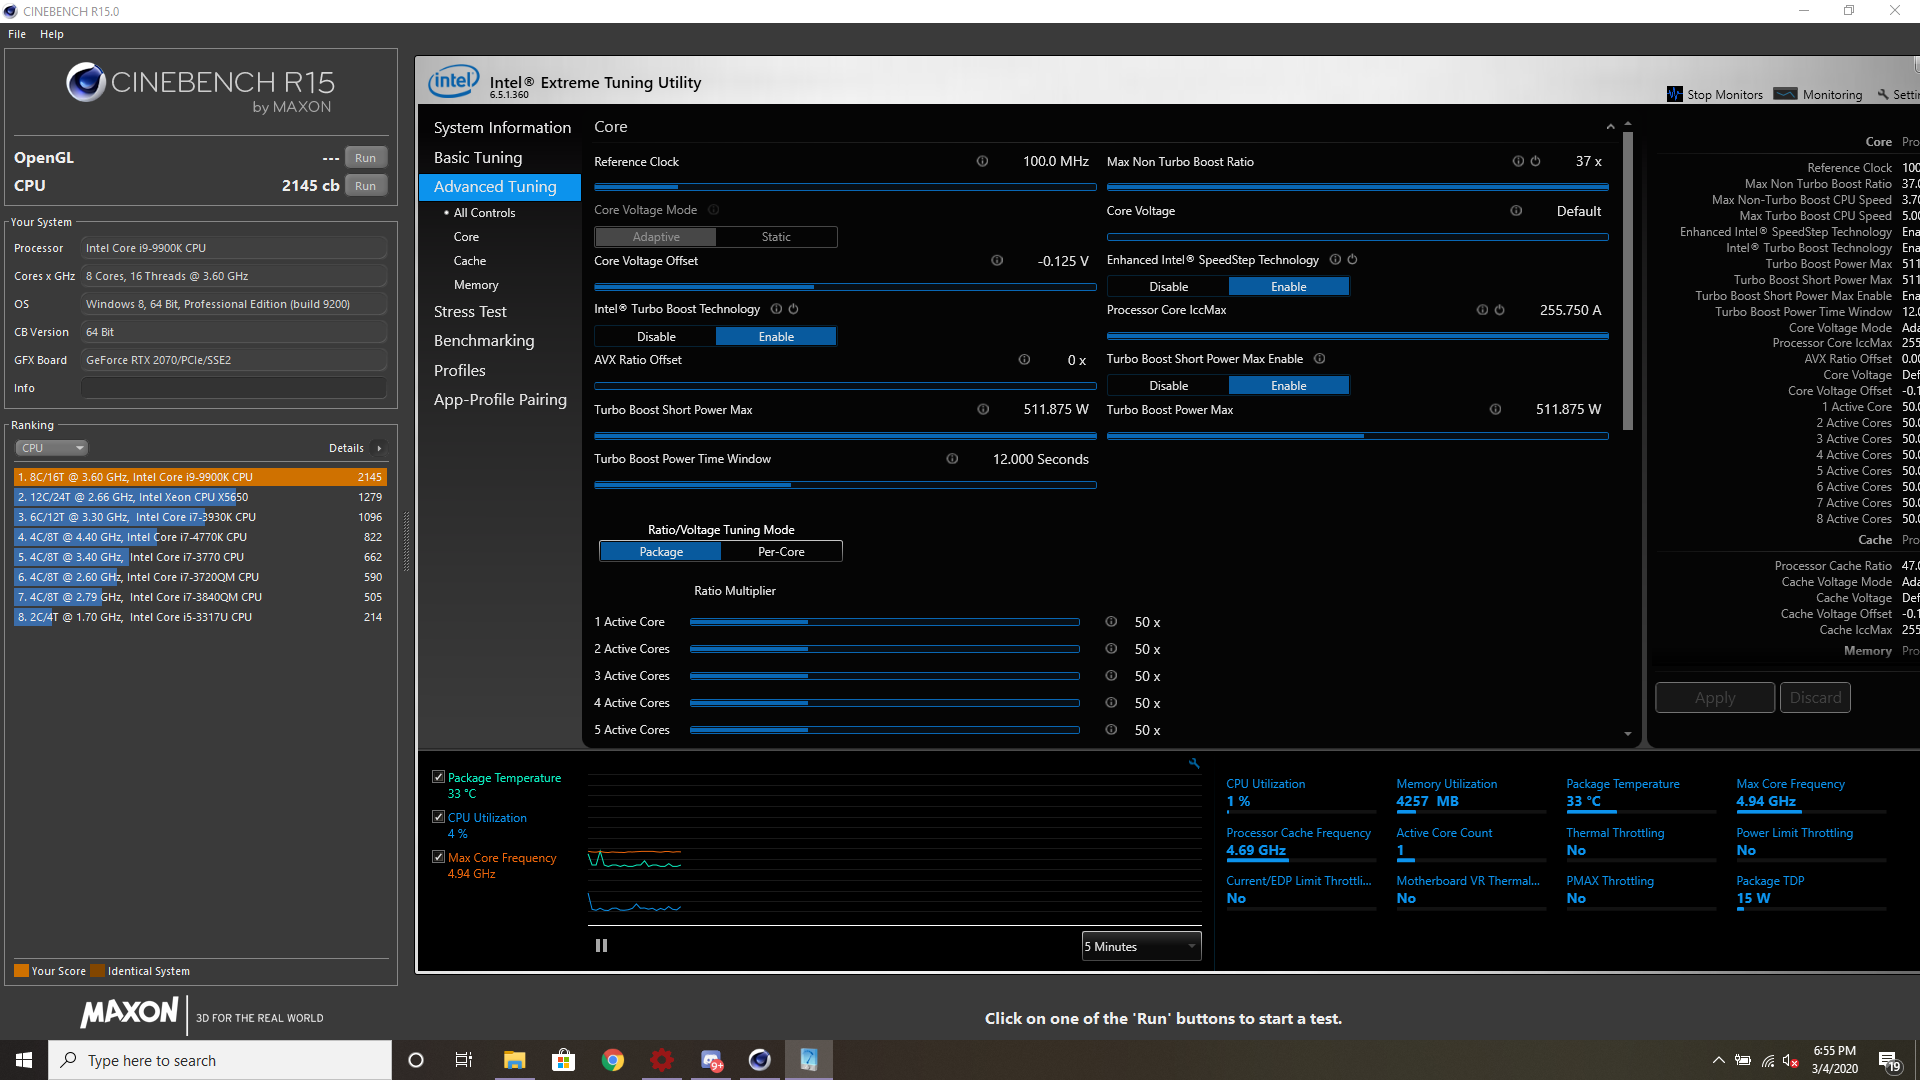 CINEBENCH R15.0
File Help
CINEBENCH R15
by MAXON
OpenGL --- Run
CPU 2145 cb Run
Your System
Processor Intel Core i9-9900K CPU
Cores x GHz 8 Cores, 16 Threads @ 3.60 GHz
OS Windows 8, 64 Bit, Professional Edition (build 9200)
CB Version 64 Bit
GFX Board GeForce RTX 2070/PCIe/SSE2
Info
Ranking
CPU Details
1. 8C/16T @ 3.60 GHz, Intel Core i9-9900K CPU 2145
2. 12C/24T @ 2.66 GHz, Intel Xeon CPU X5650 1279
3. 6C/12T @ 3.30 GHz, Intel Core i7-3930K CPU 1096
4. 4C/8T @ 4.40 GHz, Intel Core i7-4770K CPU 822
5. 4C/8T @ 3.40 GHz, Intel Core i7-3770 CPU 662
6. 4C/8T @ 2.60 GHz, Intel Core i7-3720QM CPU 590
7. 4C/8T @ 2.79 GHz, Intel Core i7-3840QM CPU 505
8. 2C/4T @ 1.70 GHz, Intel Core i5-3317U CPU 214
Your Score Identical System
MAXON 3D FOR THE REAL WORLD
intel Intel® Extreme Tuning Utility
6.5.1.360
Stop Monitors Monitoring Setti
System Information
Basic Tuning
Advanced Tuning
• All Controls
Core
Cache
Memory
Stress Test
Benchmarking
Profiles
App-Profile Pairing
Core
Reference Clock 100.0 MHz Max Non Turbo Boost Ratio 37 x
Core Voltage Mode Core Voltage Default
Adaptive Static
Core Voltage Offset -0.125 V Enhanced Intel® SpeedStep Technology
Disable Enable
Intel® Turbo Boost Technology Processor Core IccMax 255.750 A
Disable Enable
AVX Ratio Offset 0 x Turbo Boost Short Power Max Enable
Disable Enable
Turbo Boost Short Power Max 511.875 W Turbo Boost Power Max 511.875 W
Turbo Boost Power Time Window 12.000 Seconds
Ratio/Voltage Tuning Mode
Package Per-Core
Ratio Multiplier
1 Active Core 50 x
2 Active Cores 50 x
3 Active Cores 50 x
4 Active Cores 50 x
5 Active Cores 50 x
Core Pro
Reference Clock 100
Max Non Turbo Boost Ratio 37.
Max Non-Turbo Boost CPU Speed 3.7
Max Turbo Boost CPU Speed 5.0
Enhanced Intel® SpeedStep Technology Ena
Intel® Turbo Boost Technology Ena
Turbo Boost Power Max 511
Turbo Boost Short Power Max 511
Turbo Boost Short Power Max Enable Ena
Turbo Boost Power Time Window 12.
Core Voltage Mode Ada
Processor Core IccMax 255
AVX Ratio Offset 0.0
Core Voltage Def
Core Voltage Offset -0.1
1 Active Core 50.
2 Active Cores 50.
3 Active Cores 50.
4 Active Cores 50.
5 Active Cores 50.
6 Active Cores 50.
7 Active Cores 50.
8 Active Cores 50.
Cache Pro
Processor Cache Ratio 47.
Cache Voltage Mode Ada
Cache Voltage Def
Cache Voltage Offset -0.1
Cache IccMax 255
Memory Pro
Apply Discard
Package Temperature
33 °C
CPU Utilization
4 %
Max Core Frequency
4.94 GHz
5 Minutes
CPU Utilization Memory Utilization Package Temperature Max Core Frequency
1 % 4257 MB 33 °C 4.94 GHz
Processor Cache Frequency Active Core Count Thermal Throttling Power Limit Throttling
4.69 GHz 1 No No
Current/EDP Limit Throttli... Motherboard VR Thermal... PMAX Throttling Package TDP
No No No 15 W
Click on one of the 'Run' buttons to start a test.
Type here to search
9+
6:55 PM
3/4/2020
19